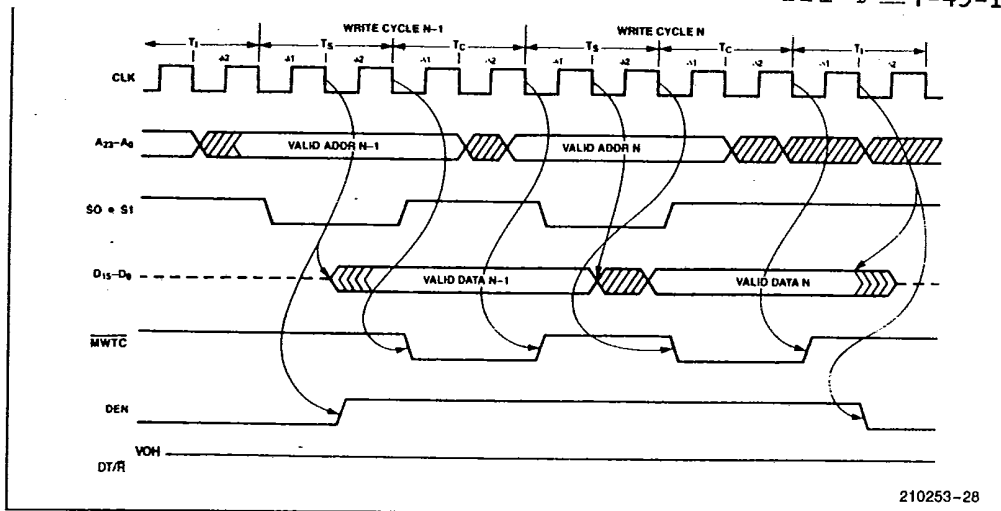 WRITE CYCLE N-1 WRITE CYCLE N
TI TS TC TS TC TI
ϕ2 ϕ1 ϕ2 ϕ1 ϕ2 ϕ1 ϕ2 ϕ1 ϕ2 ϕ1 ϕ2
CLK
A23-A0 VALID ADDR N-1 VALID ADDR N
S0 • S1
D15-D0 VALID DATA N-1 VALID DATA N
MWTC
DEN
VOH
DT/R̅
210253-28